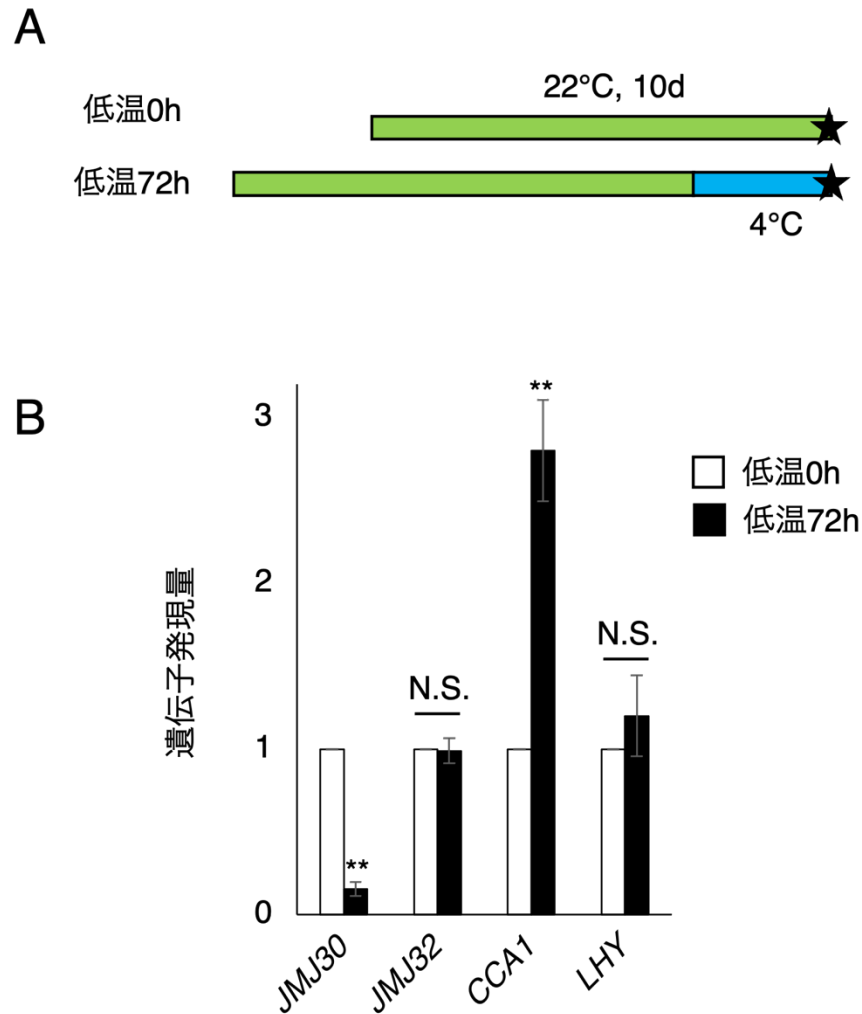 A
22°C, 10d
低温0h
低温72h
4°C
B
**
3
低温0h
低温72h
2
遺伝子発現量
N.S.
N.S.
1
**
0
JMJ30
JMJ32
CCA1
LHY